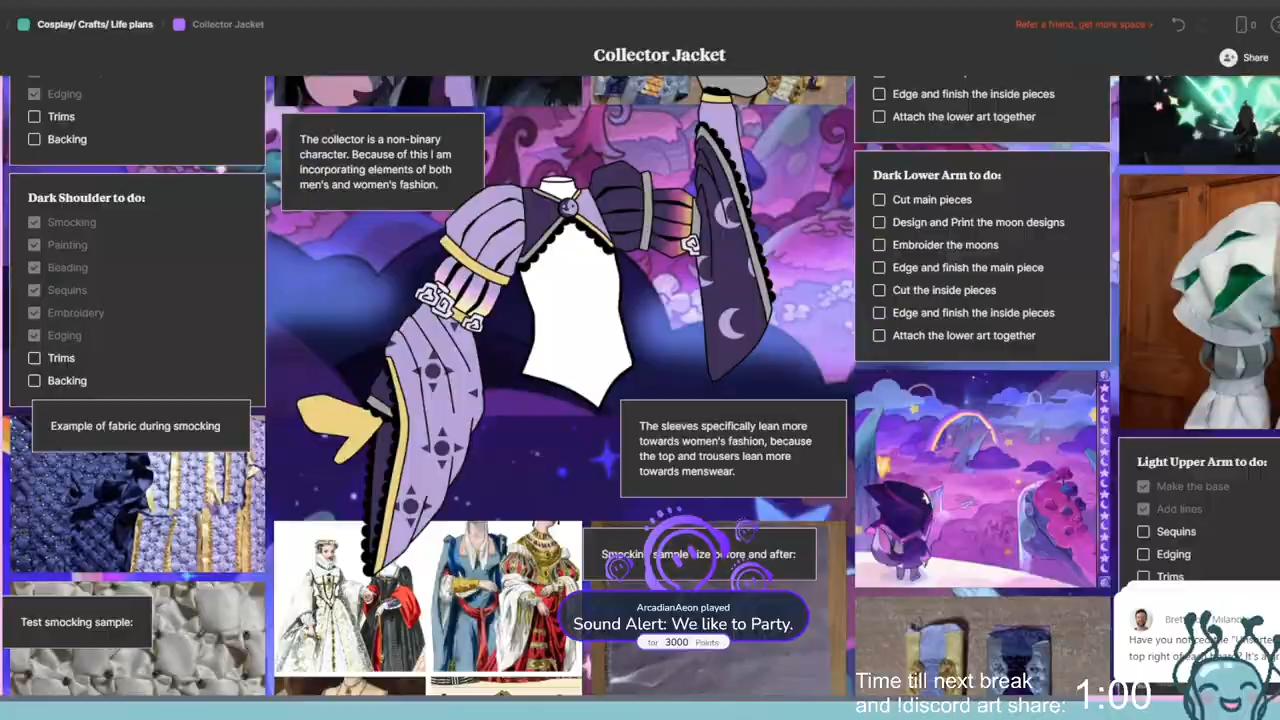 Cosplay/ Crafts/ Life plans
Collector Jacket
Refer a friend, get more space >
0
Collector Jacket
Share
Edging
Trims
Backing
Dark Shoulder to do:
Smocking
Painting
Beading
Sequins
Embroidery
Edging
Trims
Backing
Example of fabric during smocking
Test smocking sample:
The collector is a non-binary
character. Because of this I am
incorporating elements of both
men's and women's fashion.
The sleeves specifically lean more
towards women's fashion, because
the top and trousers lean more
towards menswear.
Smocking sample size before and after:
ArcadianAeon played
Sound Alert: We like to Party.
for 3000 Points
Edge and finish the inside pieces
Attach the lower art together
Dark Lower Arm to do:
Cut main pieces
Design and Print the moon designs
Embroider the moons
Edge and finish the main piece
Cut the inside pieces
Edge and finish the inside pieces
Attach the lower art together
Light Upper Arm to do:
Make the base
Add lines
Sequins
Edging
Trims
Have you noticed the "Unsorted
top right of each board? It's a
Time till next break
and !discord art share:
1:00